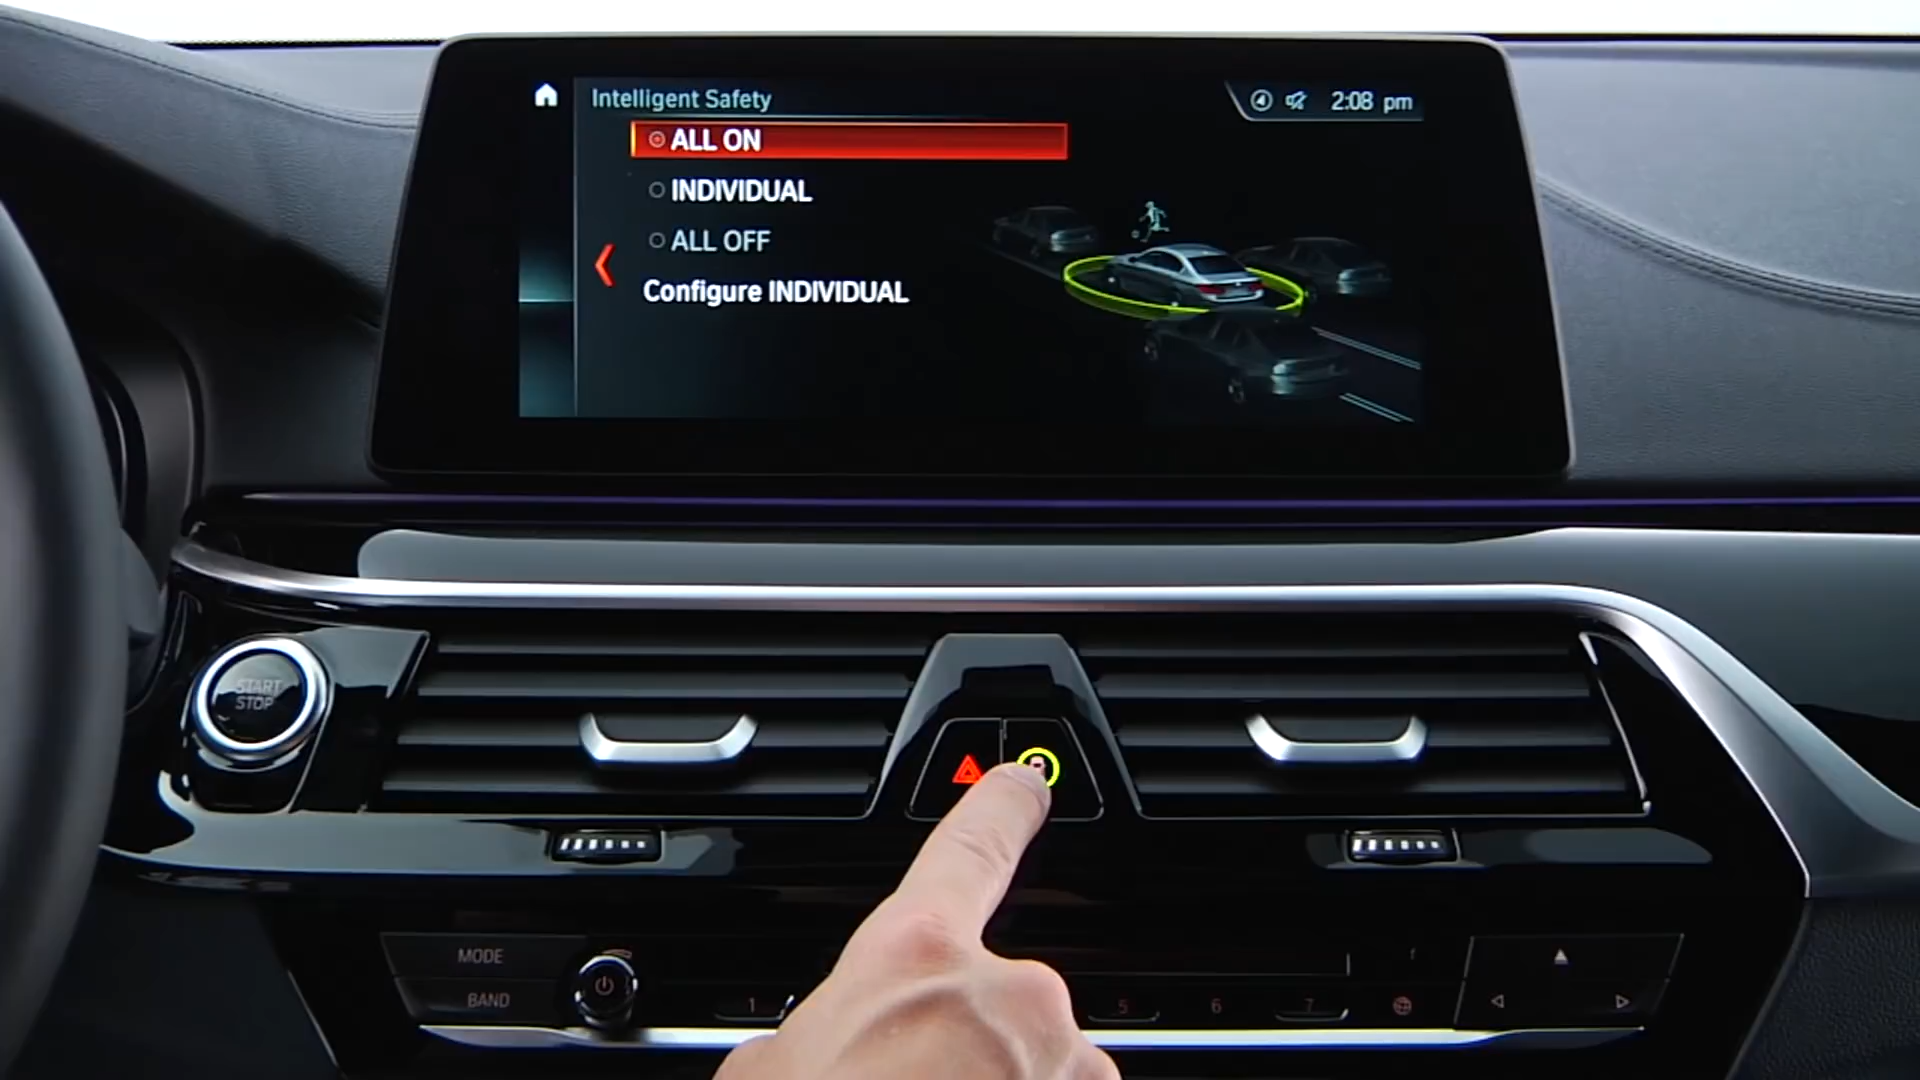 Intelligent Safety
2:08 pm
ALL ON
INDIVIDUAL
ALL OFF
Configure INDIVIDUAL
START
STOP
MODE
BAND
1
5
6
7